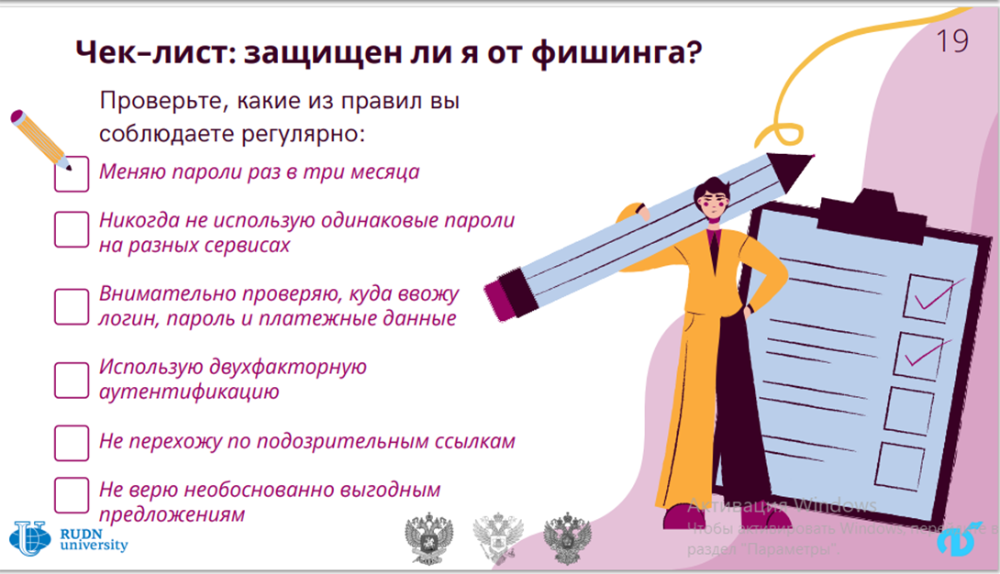 19
Чек-лист: защищен ли я от фишинга?
Проверьте, какие из правил вы
соблюдаете регулярно:
Меняю пароли раз в три месяца
Никогда не использую одинаковые пароли
на разных сервисах
Внимательно проверяю, куда ввожу
логин, пароль и платежные данные
Использую двухфакторную
аутентификацию
Не перехожу по подозрительным ссылкам
Не верю необоснованно выгодным
предложениям
RUDN
university
Активация Windows
Чтобы активировать Windows, в
раздел "Параметры".